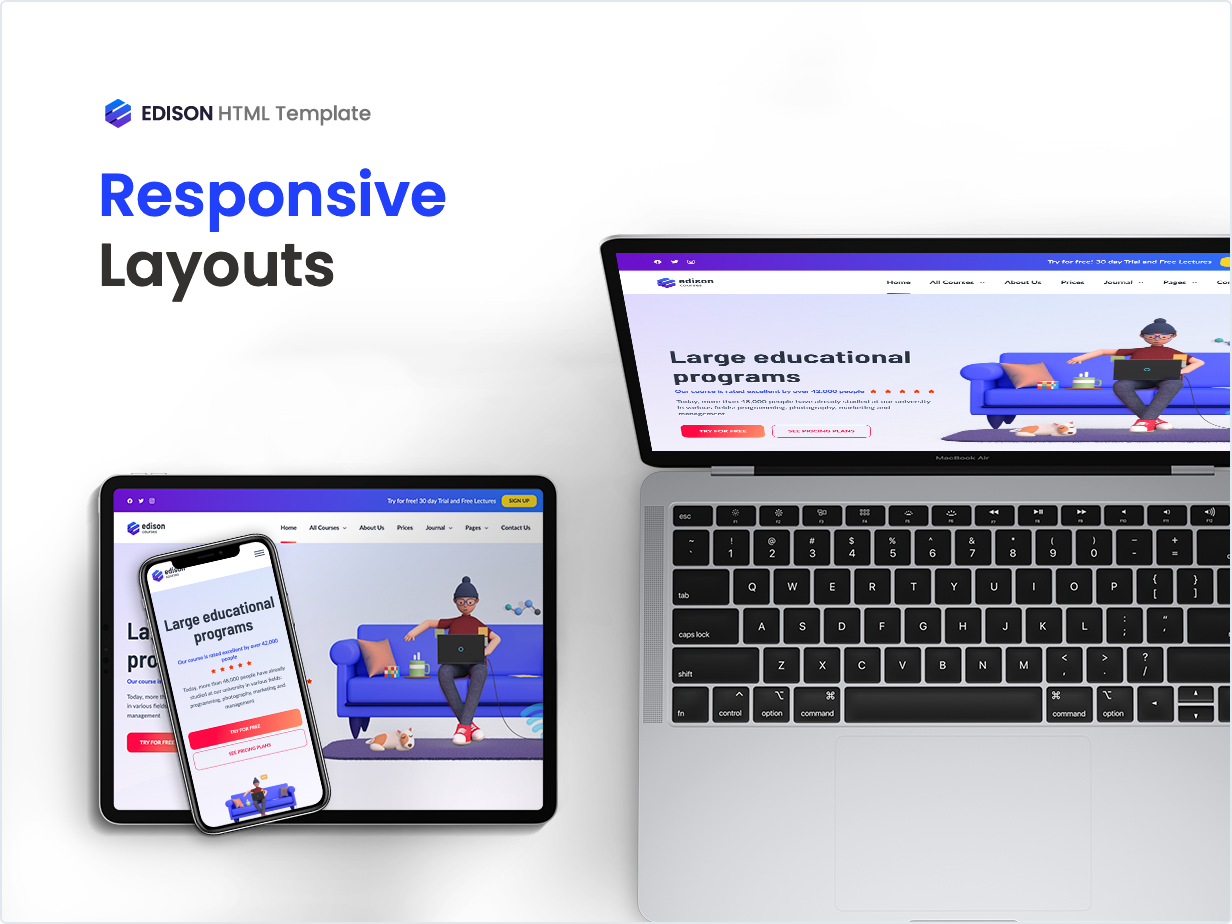 EDISON HTML Template
Responsive
Layouts
Try for free! 30 day Trial and Free Lectures
edison
COURSES
Home All Courses About Us Prices Journal Pages
Large educational
programs
Our course is rated excellent by over 42,000 people
Today, more than 48,000 people have already studied at our university
in various fields: programming, photography, marketing and
management
TRY FOR FREE SEE PRICING PLANS
MacBook Air
Try for free! 30 day Trial and Free Lectures SIGN UP
edison
COURSES
Home All Courses About Us Prices Journal Pages Contact Us
La
pro
Our course is
Today, more th
in various fields
management
TRY FOR FREE
edison
Large educational
programs
Our course is rated excellent by over 42,000
people
Today, more than 48,000 people have already
studied at our university in various fields:
programming, photography, marketing and
management
TRY FOR FREE
SEE PRICING PLANS
esc F1 F2 F3 F4 F5 F6 F7 F8 F9 F10 F11 F12
~ ! @ # $ % ^ & * ( ) – +
` 1 2 3 4 5 6 7 8 9 0 - =
tab Q W E R T Y U I O P { [ } ]
caps lock A S D F G H J K L : ; " '
shift Z X C V B N M < , > . ? /
fn control option command command option